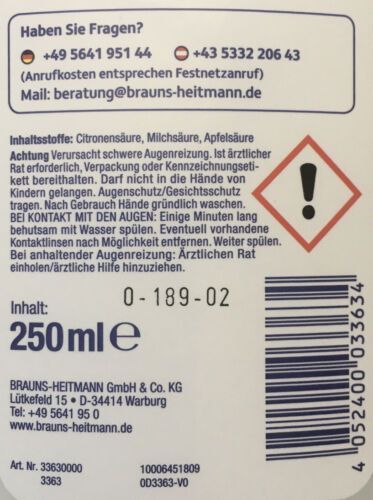 Haben Sie Fragen?
+49 5641 951 44 +43 5332 206 43
(Anrufkosten entsprechen Festnetzanruf)
Mail: beratung@brauns-heitmann.de
Inhaltsstoffe: Citronensäure, Milchsäure, Apfelsäure
Achtung Verursacht schwere Augenreizung. Ist ärztlicher
Rat erforderlich, Verpackung oder Kennzeichnungseti-
kett bereithalten. Darf nicht in die Hände von
Kindern gelangen. Augenschutz/Gesichtsschutz
tragen. Nach Gebrauch Hände gründlich waschen.
BEI KONTAKT MIT DEN AUGEN: Einige Minuten lang
behutsam mit Wasser spülen. Eventuell vorhandene
Kontaktlinsen nach Möglichkeit entfernen. Weiter spülen.
Bei anhaltender Augenreizung: Ärztlichen Rat
einholen/ärztliche Hilfe hinzuziehen.
0-189-02
Inhalt:
250 ml e
BRAUNS-HEITMANN GmbH & Co. KG
Lütkefeld 15 • D-34414 Warburg
Tel: +49 5641 95 0
www.brauns-heitmann.de
Art. Nr. 33630000 10006451809
3363 0D3363-V0
4 052400 033634